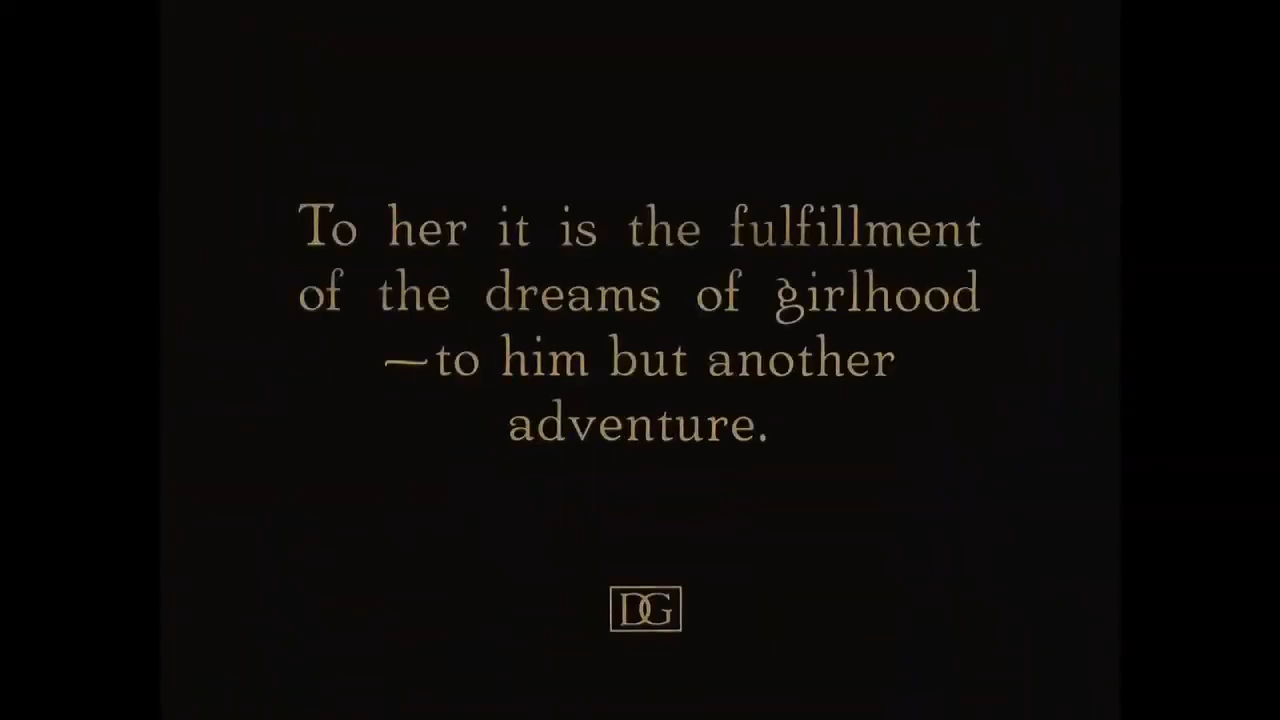 To her it is the fulfillment
of the dreams of girlhood
—to him but another
adventure.
DG